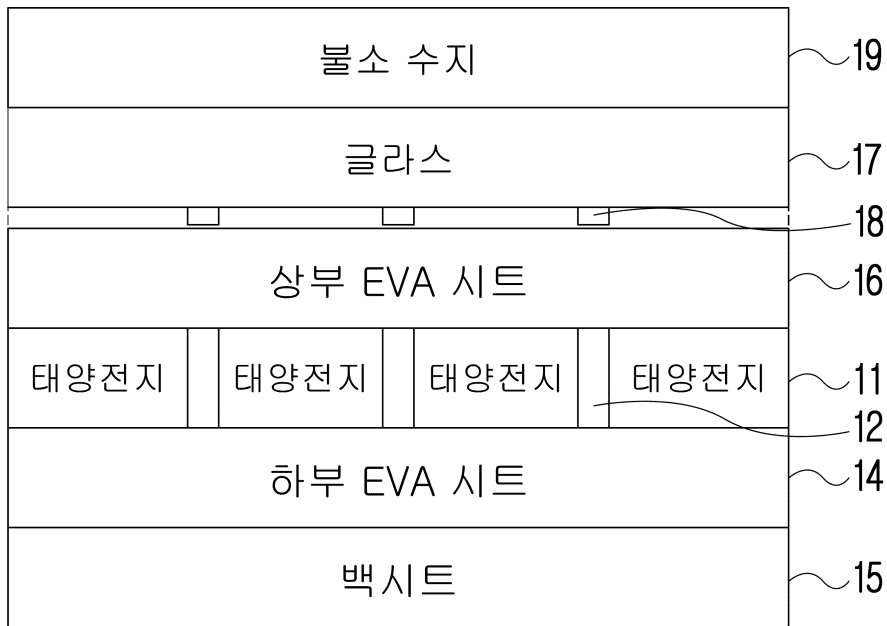 불소 수지 19
글라스 17
18
상부 EVA 시트 16
태양전지 태양전지 태양전지 태양전지 11
12
하부 EVA 시트 14
백시트 15